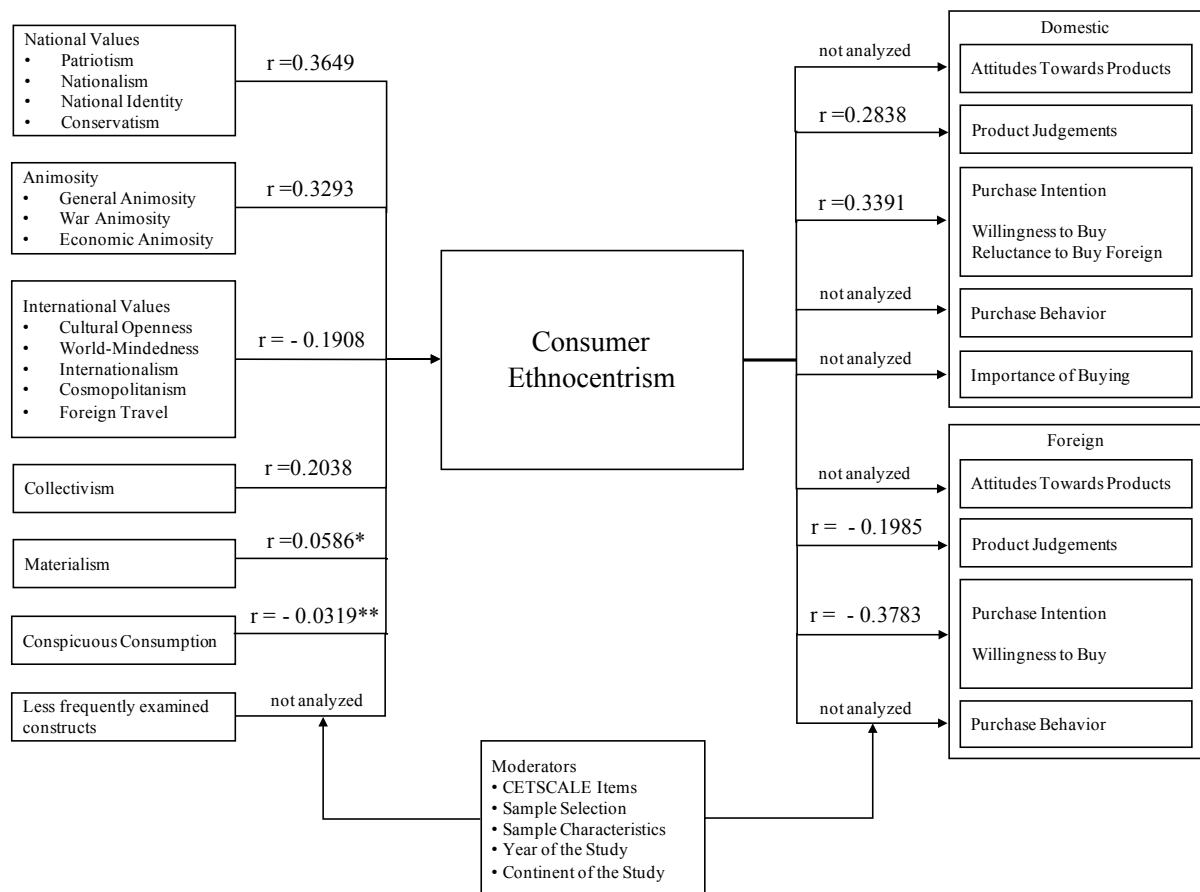 National Values
• Patriotism
• Nationalism
• National Identity
• Conservatism
r =0.3649
Animosity
• General Animosity
• War Animosity
• Economic Animosity
r =0.3293
International Values
• Cultural Openness
• World-Mindedness
• Internationalism
• Cosmopolitanism
• Foreign Travel
r = - 0.1908
Collectivism
r =0.2038
Materialism
r=0.0586*
Conspicuous Consumption
r = - 0.0319**
Less frequently examined
constructs
not analyzed
Consumer
Ethnocentrism
Moderators
• CETSCALE Items
• Sample Selection
• Sample Characteristics
• Year of the Study
• Continent of the Study
Domestic
not analyzed
Attitudes Towards Products
r=0.2838
Product Judgements
r=0.3391
Purchase Intention
Willingness to Buy
Reluctance to Buy Foreign
not analyzed
Purchase Behavior
not analyzed
Importance of Buying
Foreign
not analyzed
Attitudes Towards Products
r = - 0.1985
Product Judgements
r = - 0.3783
Purchase Intention
Willingness to Buy
not analyzed
Purchase Behavior